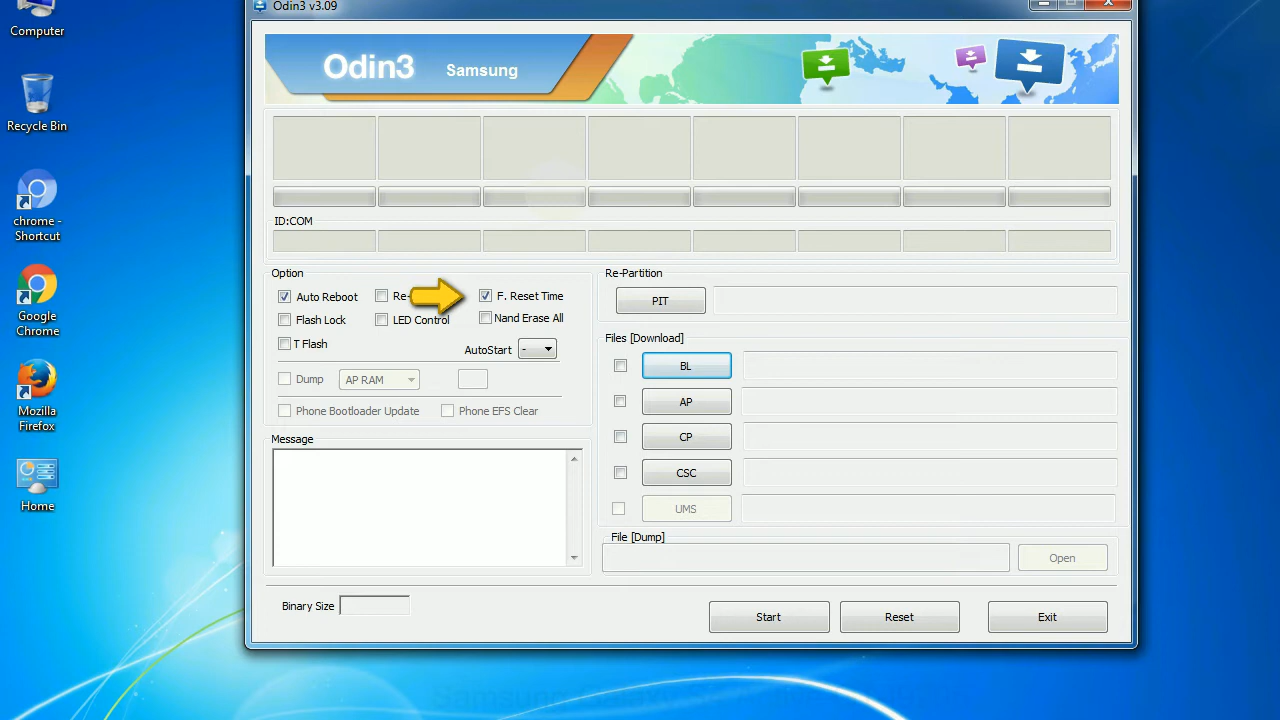 Computer
Recycle Bin
chrome -
Shortcut
Google
Chrome
Mozilla
Firefox
Home
Odin3 v3.09
Odin3 Samsung
ID:COM
Option
Auto Reboot
Re-
F. Reset Time
Flash Lock
LED Control
Nand Erase All
T Flash
AutoStart
-
Dump
AP RAM
Phone Bootloader Update
Phone EFS Clear
Message
Re-Partition
PIT
Files [Download]
BL
AP
CP
CSC
UMS
File [Dump]
Open
Binary Size
Start
Reset
Exit
Samsung Galaxy